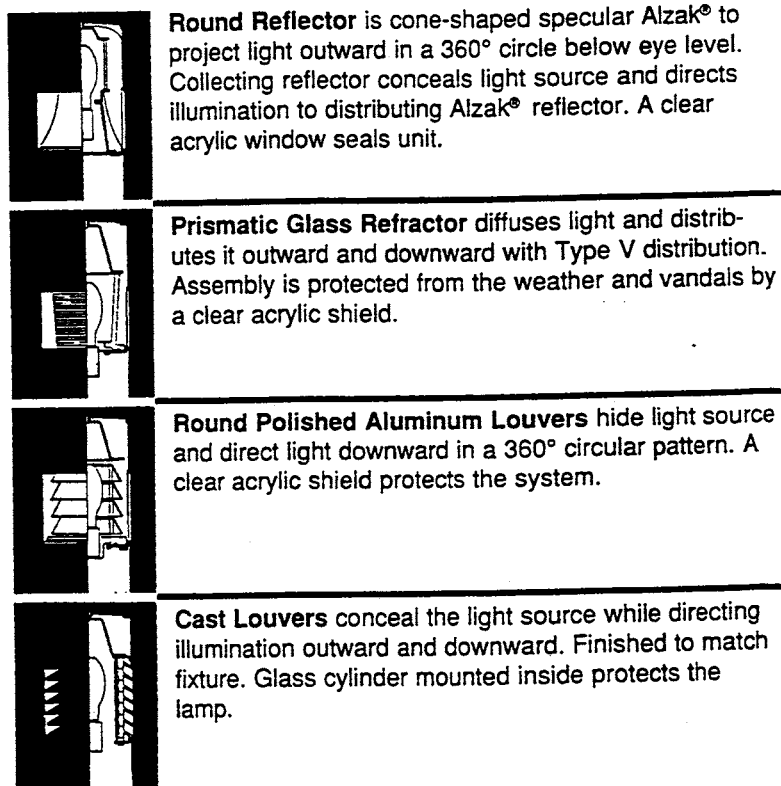 Round Reflector is cone-shaped specular Alzak® to
project light outward in a 360° circle below eye level.
Collecting reflector conceals light source and directs
illumination to distributing Alzak® reflector. A clear
acrylic window seals unit.
Prismatic Glass Refractor diffuses light and distrib-
utes it outward and downward with Type V distribution.
Assembly is protected from the weather and vandals by
a clear acrylic shield.
Round Polished Aluminum Louvers hide light source
and direct light downward in a 360° circular pattern. A
clear acrylic shield protects the system.
Cast Louvers conceal the light source while directing
illumination outward and downward. Finished to match
fixture. Glass cylinder mounted inside protects the
lamp.